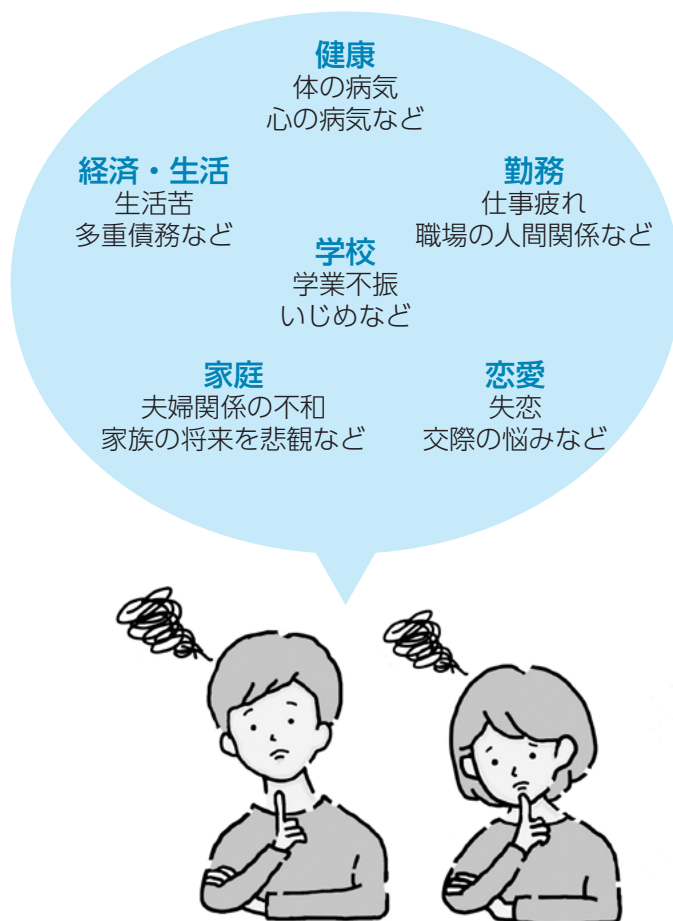 健康
体の病気
心の病気など
経済・生活
生活苦
多重債務など
勤務
仕事疲れ
職場の人間関係など
学校
学業不振
いじめなど
家庭
夫婦関係の不和
家族の将来を悲観など
恋愛
失恋
交際の悩みなど